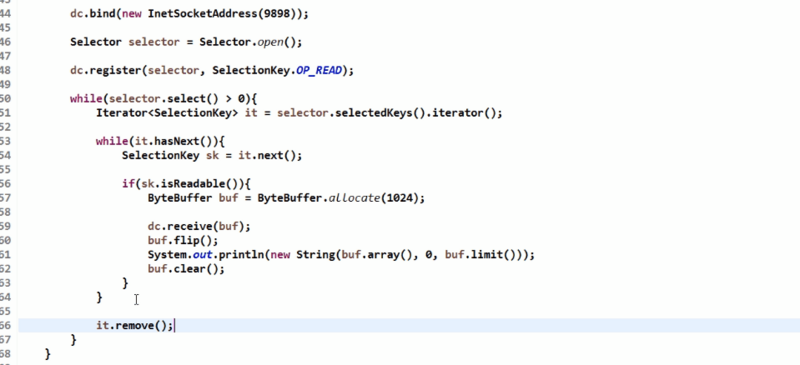 44 dc.bind(new InetSocketAddress(9898));
45
46 Selector selector = Selector.open();
47
48 dc.register(selector, SelectionKey.OP_READ);
49
50 while(selector.select() > 0){
51 Iterator<SelectionKey> it = selector.selectedKeys().iterator();
52
53 while(it.hasNext()){
54 SelectionKey sk = it.next();
55
56 if(sk.isReadable()){
57 ByteBuffer buf = ByteBuffer.allocate(1024);
58
59 dc.receive(buf);
60 buf.flip();
61 System.out.println(new String(buf.array(), 0, buf.limit()));
62 buf.clear();
63 }
64 }
65
66 it.remove();
67 }
68 }